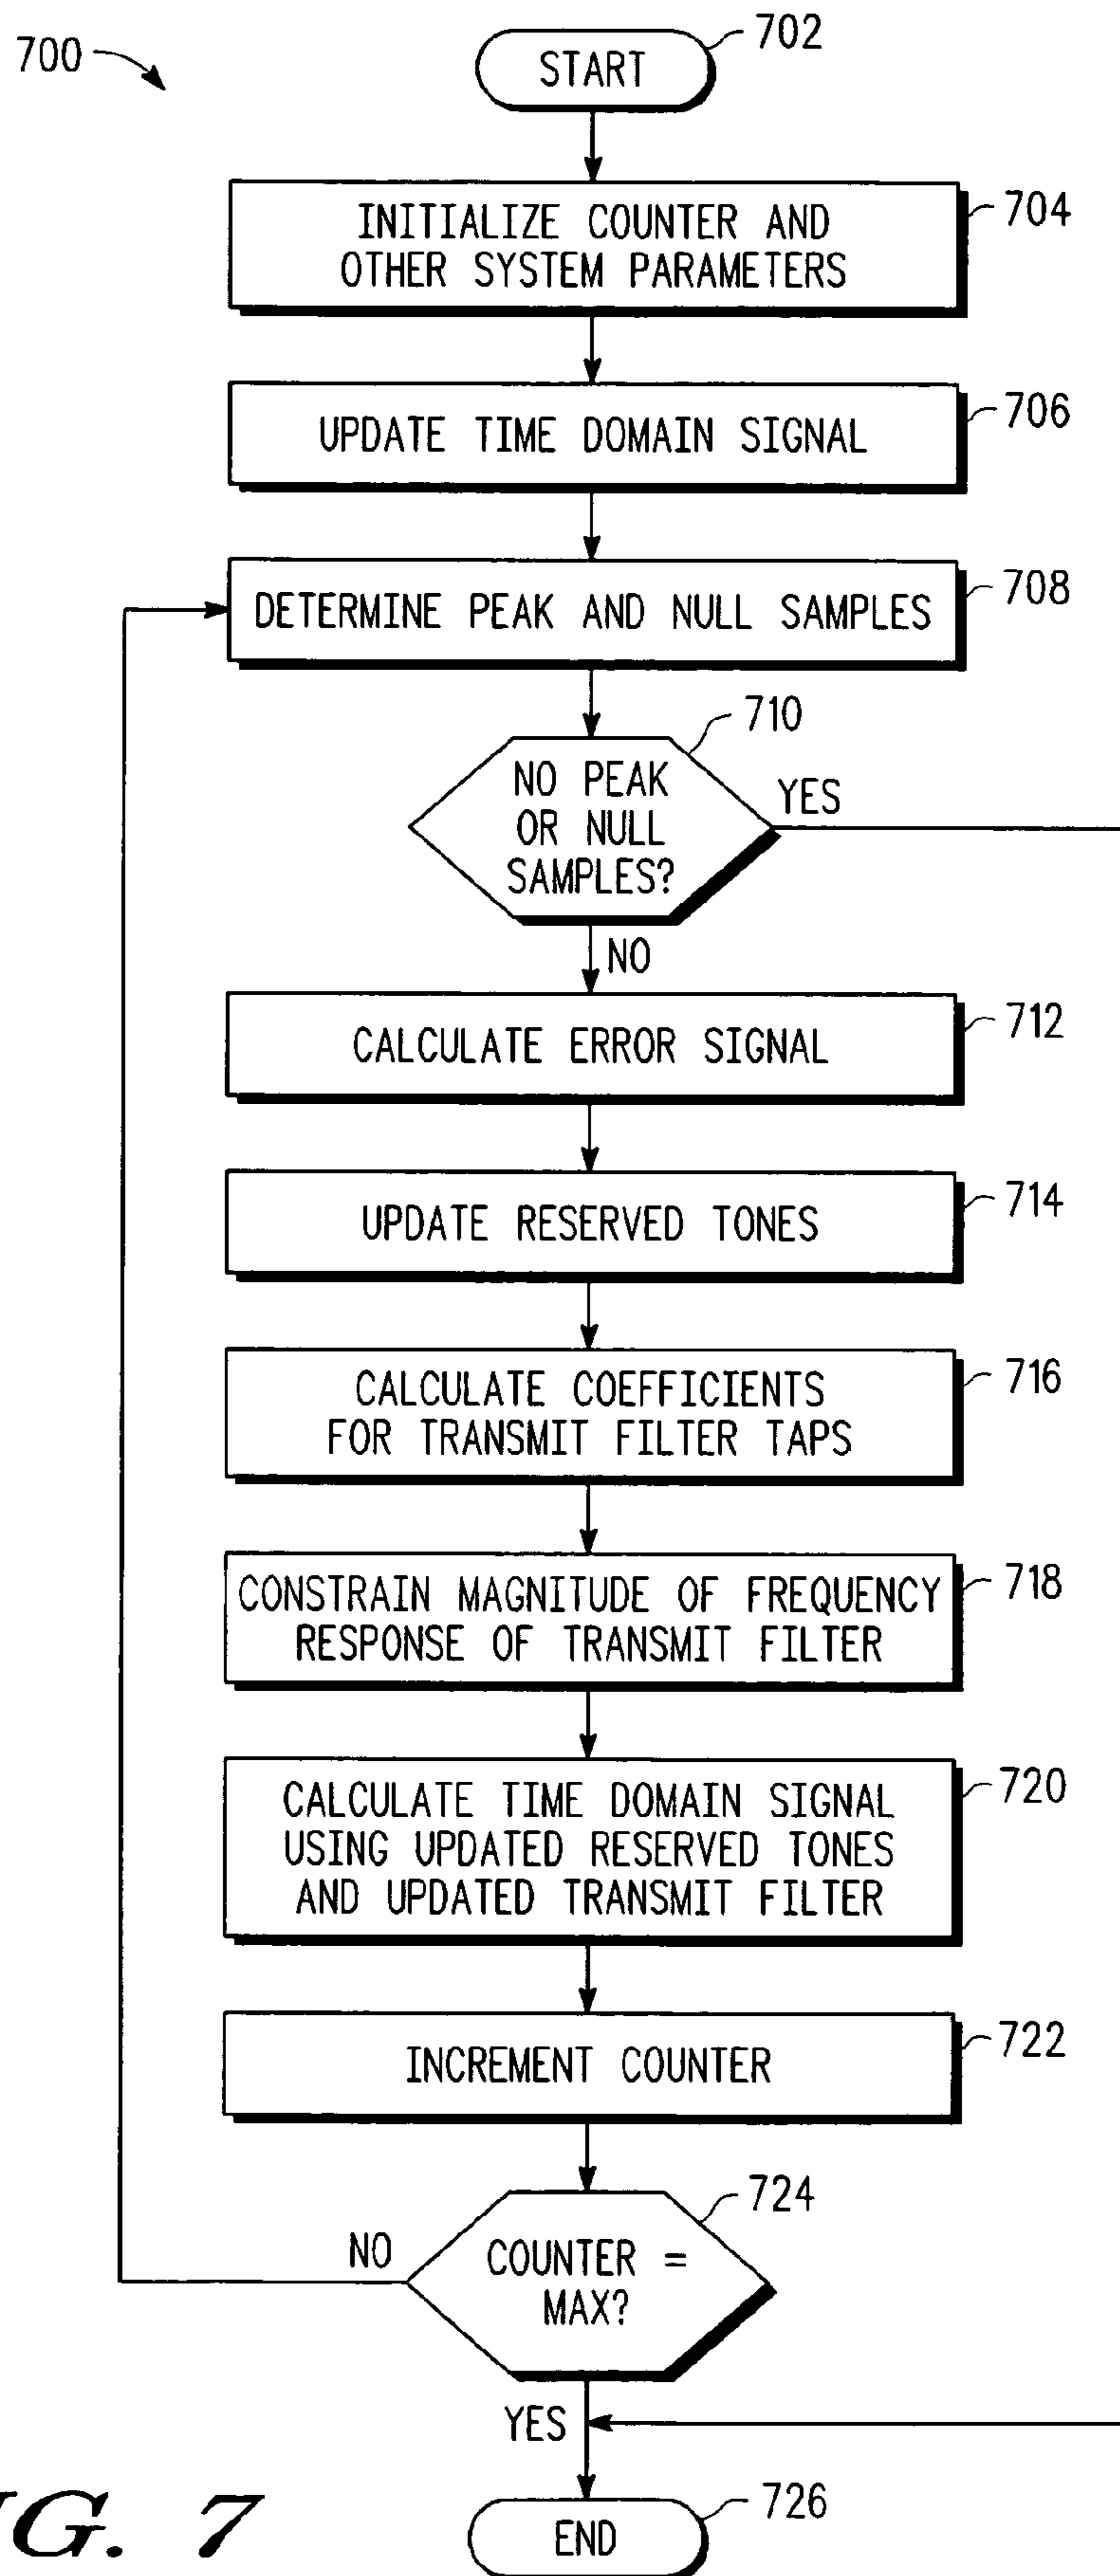 700
702
START
704
INITIALIZE COUNTER AND
OTHER SYSTEM PARAMETERS
706
UPDATE TIME DOMAIN SIGNAL
708
DETERMINE PEAK AND NULL SAMPLES
710
NO PEAK
OR NULL
SAMPLES?
YES
NO
712
CALCULATE ERROR SIGNAL
714
UPDATE RESERVED TONES
716
CALCULATE COEFFICIENTS
FOR TRANSMIT FILTER TAPS
718
CONSTRAIN MAGNITUDE OF FREQUENCY
RESPONSE OF TRANSMIT FILTER
720
CALCULATE TIME DOMAIN SIGNAL
USING UPDATED RESERVED TONES
AND UPDATED TRANSMIT FILTER
722
INCREMENT COUNTER
724
NO
COUNTER =
MAX?
YES
726
END
G. 7